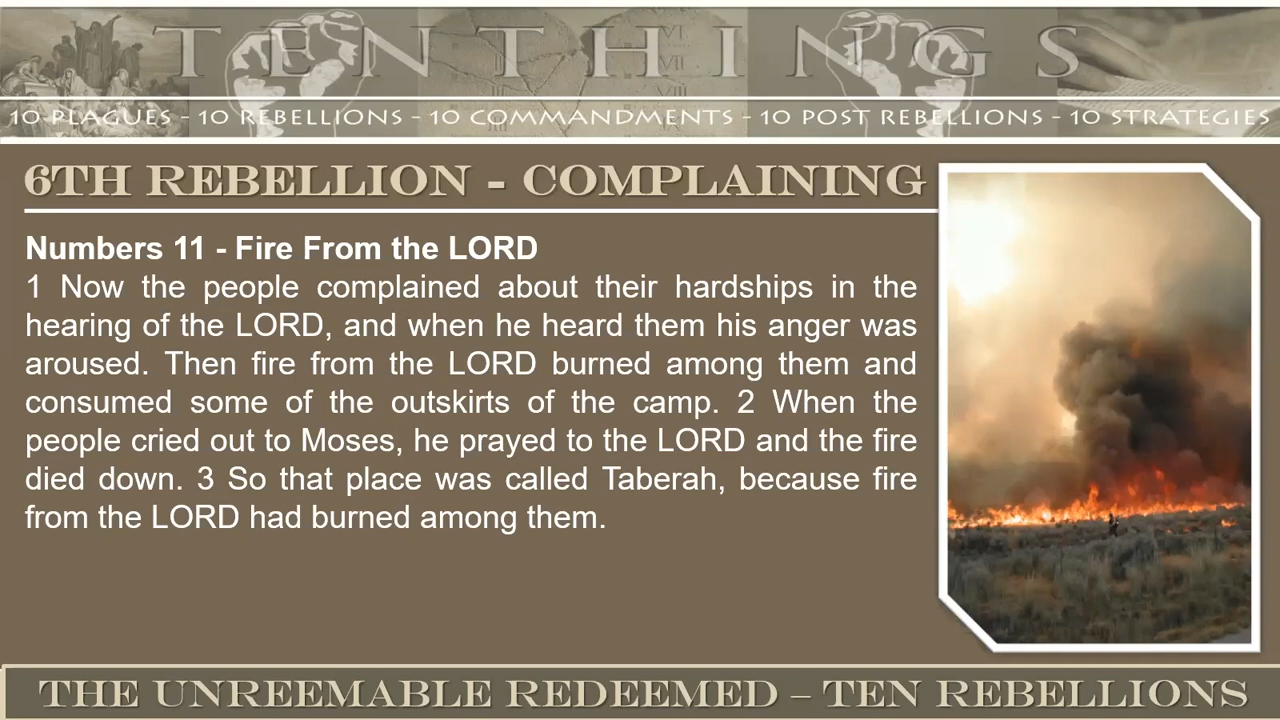 TEN THINGS
10 PLAGUES - 10 REBELLIONS - 10 COMMANDMENTS - 10 POST REBELLIONS - 10 STRATEGIES
6TH REBELLION - COMPLAINING
Numbers 11 - Fire From the LORD
1 Now the people complained about their hardships in the
hearing of the LORD, and when he heard them his anger was
aroused. Then fire from the LORD burned among them and
consumed some of the outskirts of the camp. 2 When the
people cried out to Moses, he prayed to the LORD and the fire
died down. 3 So that place was called Taberah, because fire
from the LORD had burned among them.
THE UNREEMABLE REDEEMED – TEN REBELLIONS